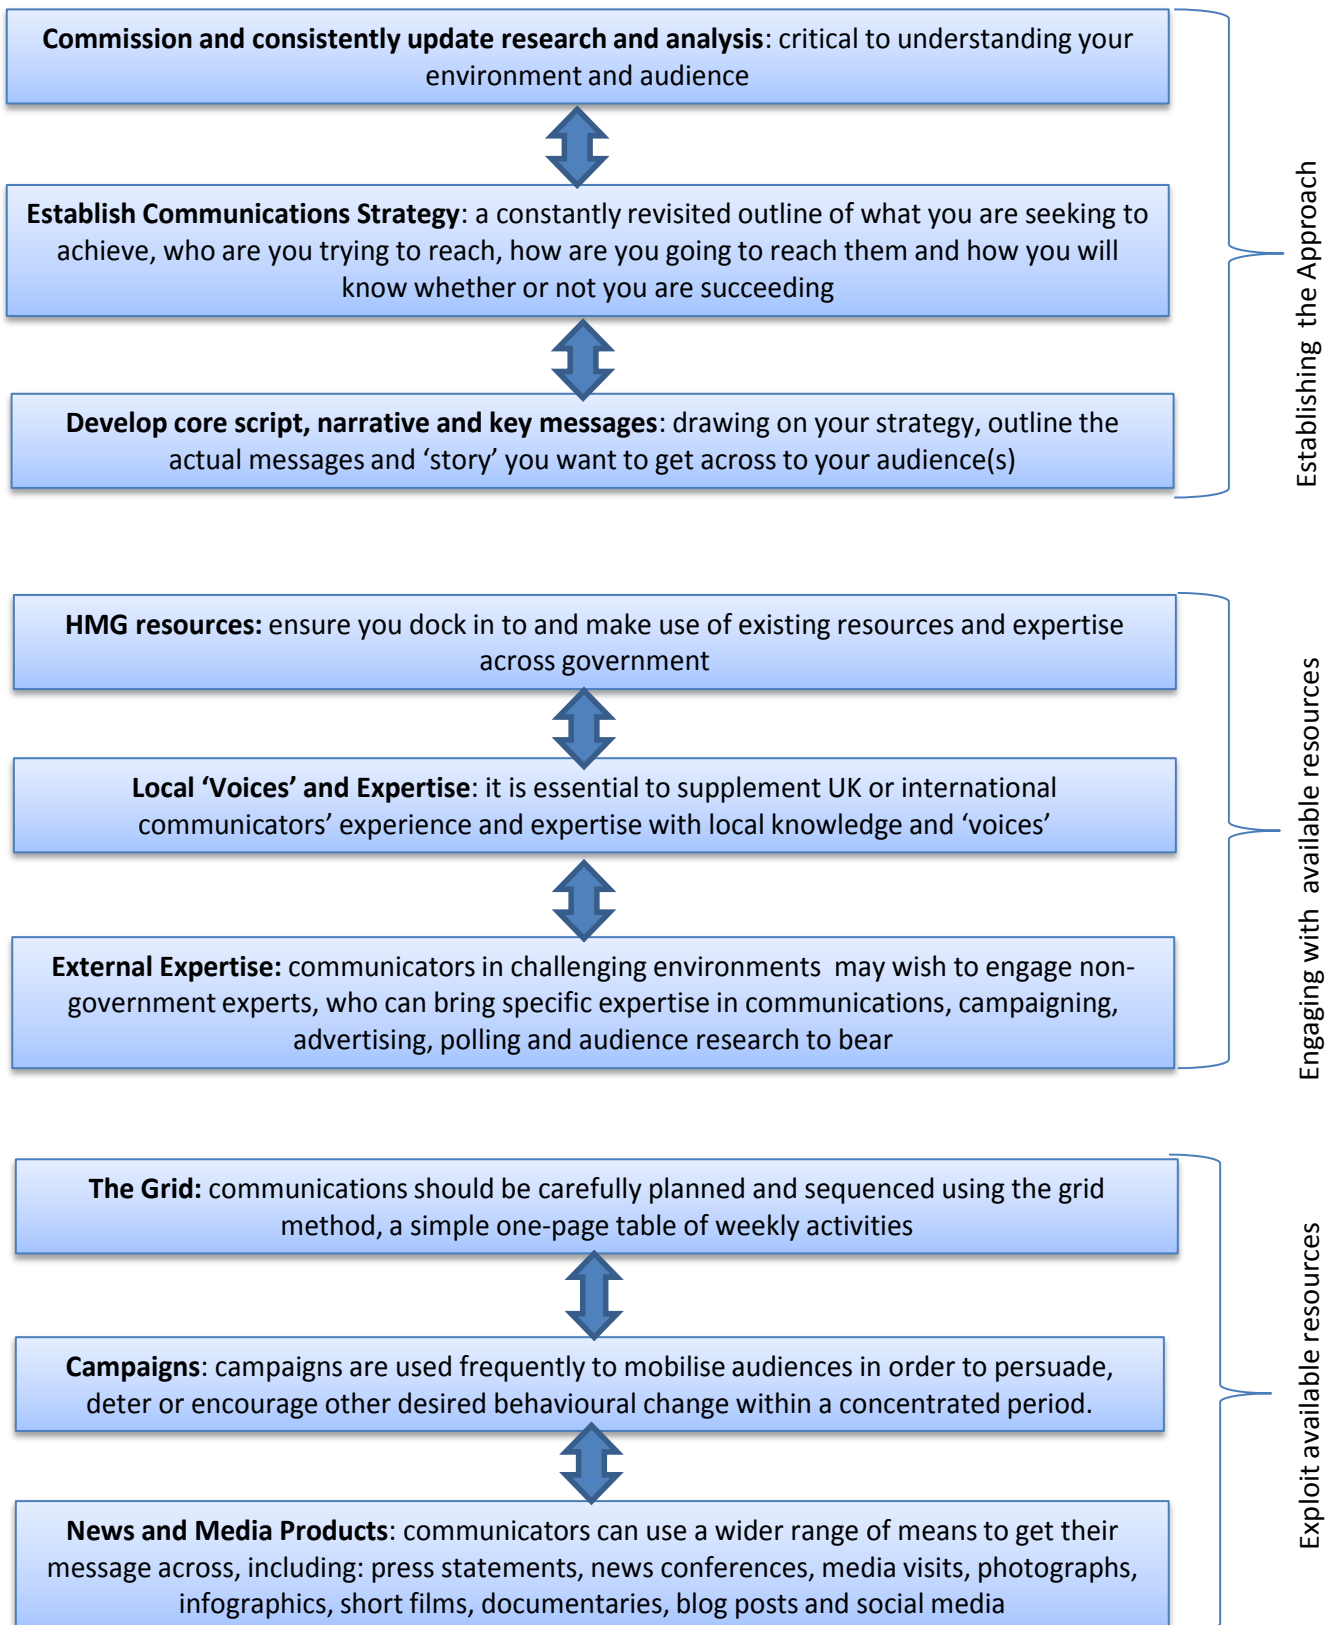 Commission and consistently update research and analysis: critical to understanding your
environment and audience
Establish Communications Strategy: a constantly revisited outline of what you are seeking to
achieve, who are you trying to reach, how are you going to reach them and how you will
know whether or not you are succeeding
Develop core script, narrative and key messages: drawing on your strategy, outline the
actual messages and ‘story’ you want to get across to your audience(s)
Establishing the Approach
HMG resources: ensure you dock in to and make use of existing resources and expertise
across government
Local ‘Voices’ and Expertise: it is essential to supplement UK or international
communicators’ experience and expertise with local knowledge and ‘voices’
External Expertise: communicators in challenging environments may wish to engage non-
government experts, who can bring specific expertise in communications, campaigning,
advertising, polling and audience research to bear
Engaging with available resources
The Grid: communications should be carefully planned and sequenced using the grid
method, a simple one-page table of weekly activities
Campaigns: campaigns are used frequently to mobilise audiences in order to persuade,
deter or encourage other desired behavioural change within a concentrated period.
News and Media Products: communicators can use a wider range of means to get their
message across, including: press statements, news conferences, media visits, photographs,
infographics, short films, documentaries, blog posts and social media
Exploit available resources